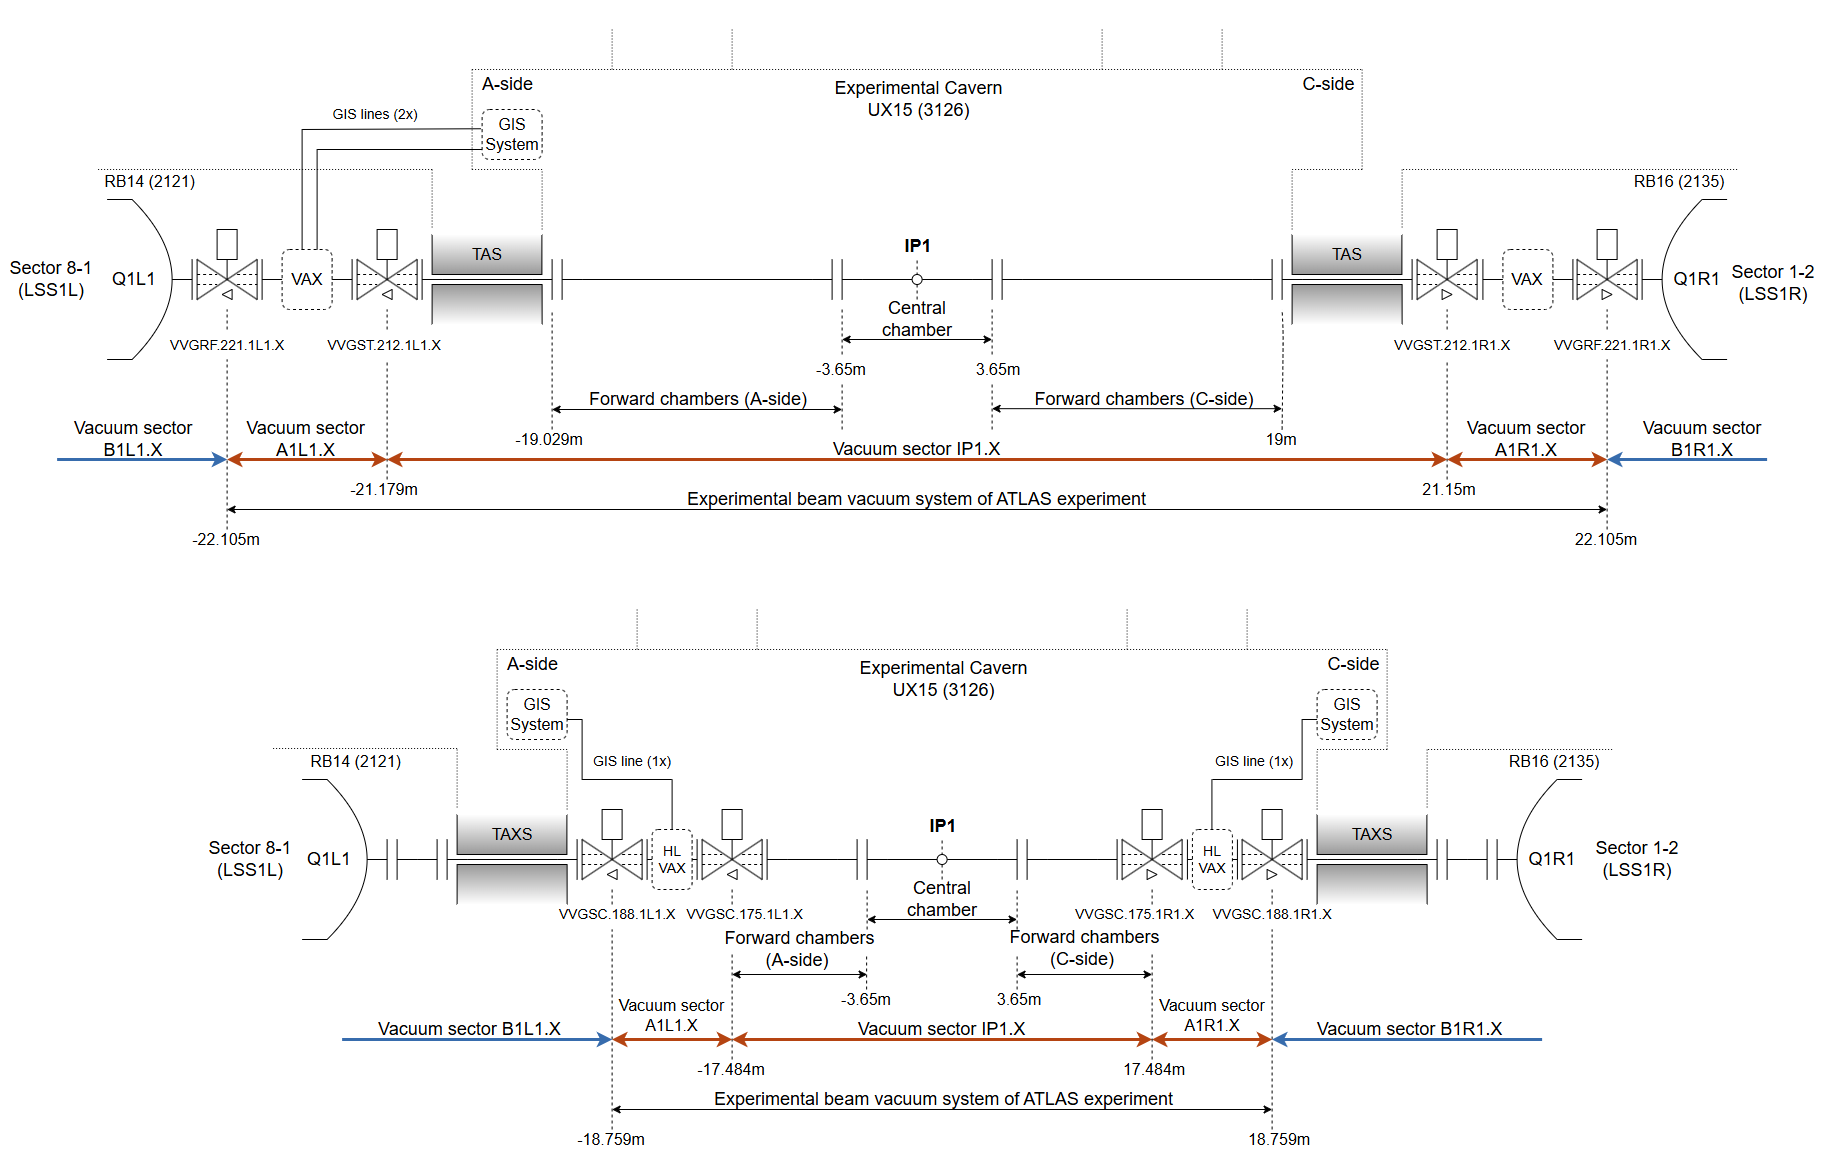 A-side
Experimental Cavern
UX15 (3126)
C-side
GIS lines (2x)
GIS
System
RB14 (2121)
RB16 (2135)
Sector 8-1
(LSS1L)
Q1L1
VAX
TAS
IP1
TAS
VAX
Q1R1
Sector 1-2
(LSS1R)
Central
chamber
VVGRF.221.1L1.X
VVGST.212.1L1.X
VVGST.212.1R1.X
VVGRF.221.1R1.X
-3.65m
3.65m
Forward chambers (A-side)
Forward chambers (C-side)
-19.029m
19m
Vacuum sector
B1L1.X
Vacuum sector
A1L1.X
Vacuum sector IP1.X
Vacuum sector
A1R1.X
Vacuum sector
B1R1.X
-21.179m
21.15m
Experimental beam vacuum system of ATLAS experiment
-22.105m
22.105m
A-side
Experimental Cavern
UX15 (3126)
C-side
GIS
System
GIS
System
RB14 (2121)
GIS line (1x)
GIS line (1x)
RB16 (2135)
Sector 8-1
(LSS1L)
Q1L1
TAXS
HL
VAX
IP1
HL
VAX
TAXS
Q1R1
Sector 1-2
(LSS1R)
Central
chamber
VVGSC.188.1L1.X
VVGSC.175.1L1.X
VVGSC.175.1R1.X
VVGSC.188.1R1.X
Forward chambers
(A-side)
Forward chambers
(C-side)
-3.65m
3.65m
Vacuum sector B1L1.X
Vacuum sector
A1L1.X
Vacuum sector IP1.X
Vacuum sector
A1R1.X
Vacuum sector B1R1.X
-17.484m
17.484m
Experimental beam vacuum system of ATLAS experiment
-18.759m
18.759m